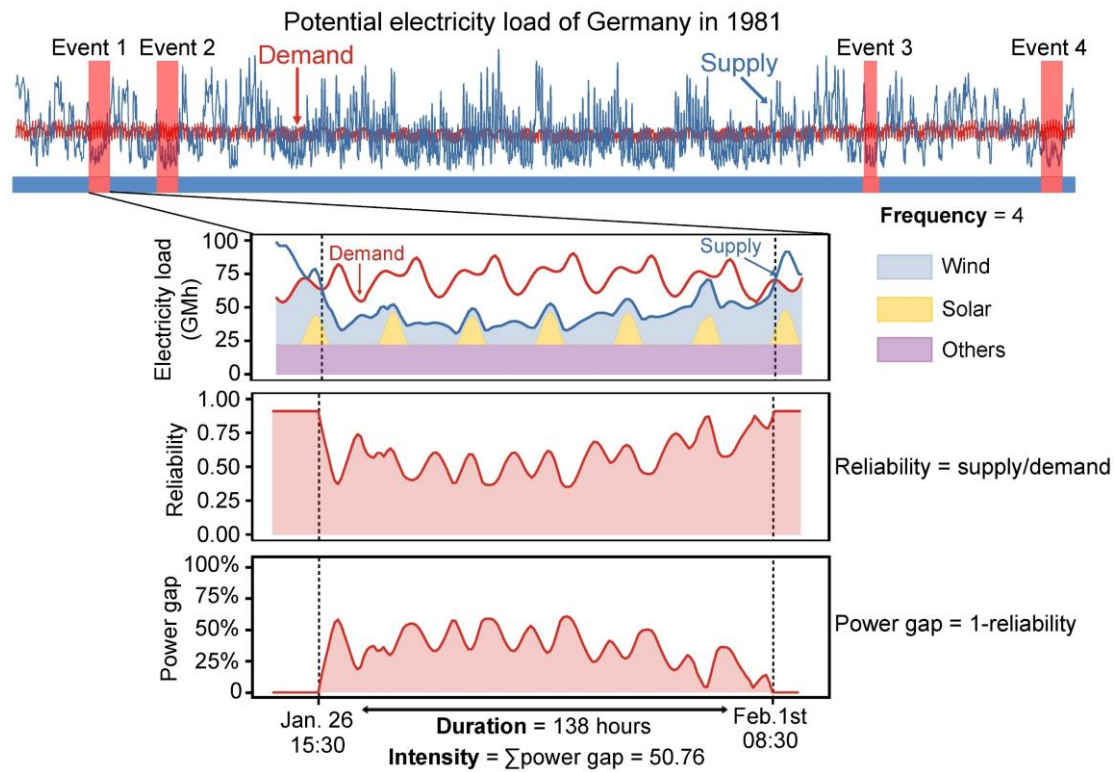 Potential electricity load of Germany in 1981
Event 1
Event 2
Demand
Supply
Event 3
Event 4
Frequency = 4
Electricity load
(GMh)
100
75
50
25
0
Demand
Supply
Wind
Solar
Others
Reliability
1.00
0.75
0.50
0.25
0.00
Reliability = supply/demand
Power gap
100%
75%
50%
25%
0
Power gap = 1-reliability
Jan. 26
15:30
Duration = 138 hours
Feb.1st
08:30
Intensity = ∑power gap = 50.76